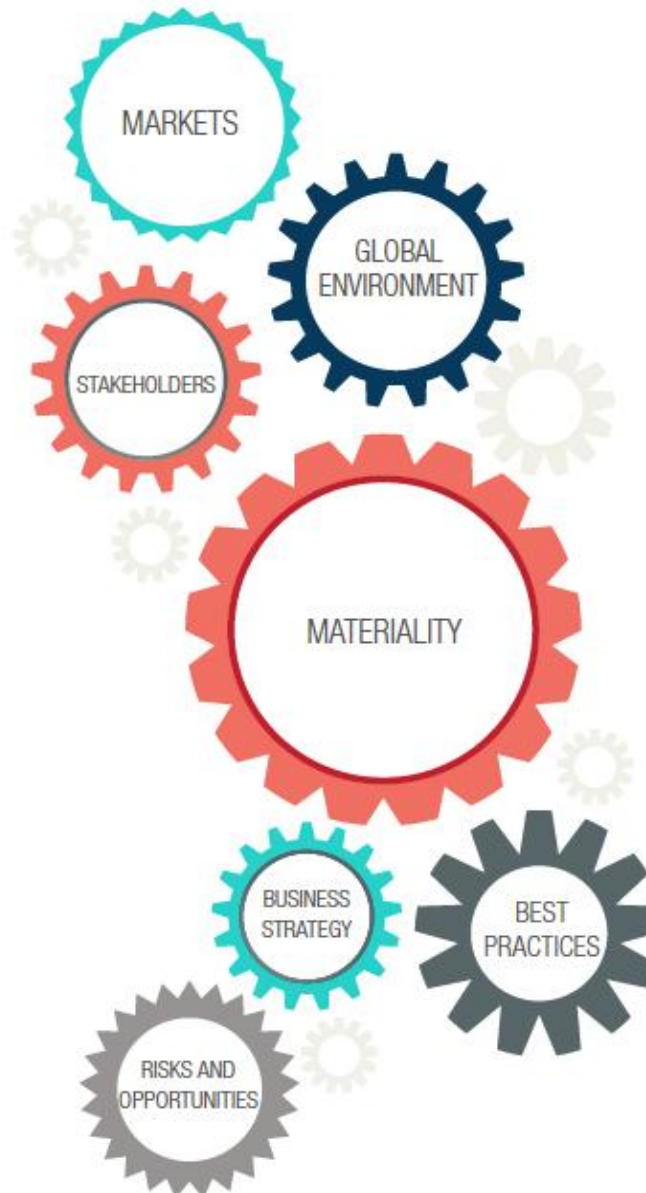 MARKETS
GLOBAL
ENVIRONMENT
STAKEHOLDERS
MATERIALITY
BUSINESS
STRATEGY
BEST
PRACTICES
RISKS AND
OPPORTUNITIES